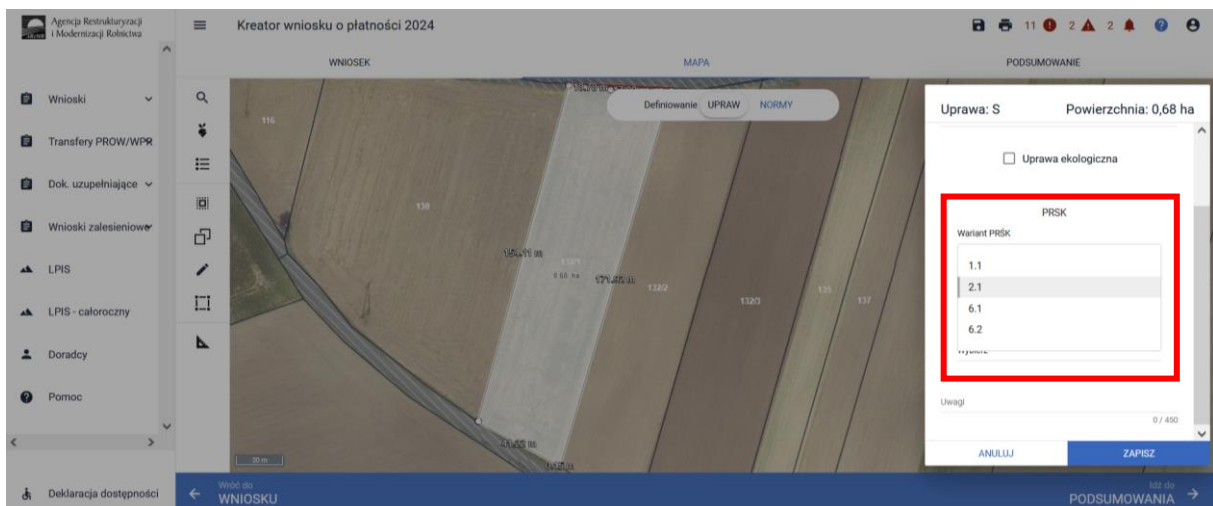 Agencja Restrukturyzacji
i Modernizacji Rolnictwa
Kreator wniosku o płatności 2024
11 2 2
WNIOSEK MAPA PODSUMOWANIE
Wnioski
Transfery PROW/WPR
Dok. uzupełniające
Wnioski zalesieniowe
LPIS
LPIS - całoroczny
Doradcy
Pomoc
Deklaracja dostępności
Definiowanie UPRAW NORMY
116
138
132/1
0.68 ha
171.92 m
132/2
132/3
135
137
20 m
Uprawa: S Powierzchnia: 0,68 ha
Uprawa ekologiczna
PRSK
Wariant PRŚK
1.1
2.1
6.1
6.2
Uwagi
0 / 450
ANULUJ ZAPISZ
Wróć do
WNIOSKU
Idź do
PODSUMOWANIA